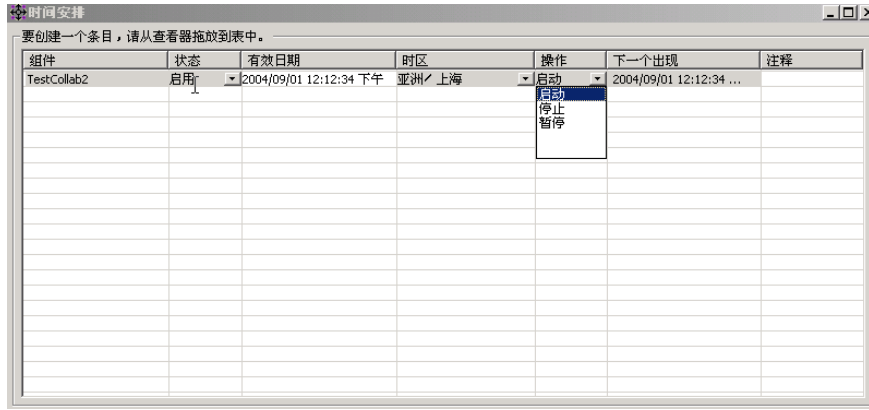 时间安排
要创建一个条目，请从查看器拖放到表中。
组件 状态 有效日期 时区 操作 下一个出现 注释
TestCollab2 启用 2004/09/01 12:12:34 下午 亚洲/ 上海 启动 2004/09/01 12:12:34 ...
启动
停止
暂停